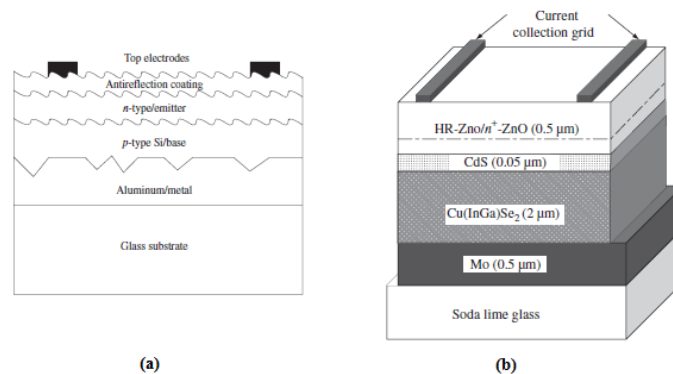 Top electrodes
Antireflection coating
n-type/emitter
p-type Si/base
Aluminum/metal
Glass substrate
(a)
Current
collection grid
HR-Zno/n⁺-ZnO (0.5 μm)
CdS (0.05 μm)
Cu(InGa)Se₂ (2 μm)
Mo (0.5 μm)
Soda lime glass
(b)